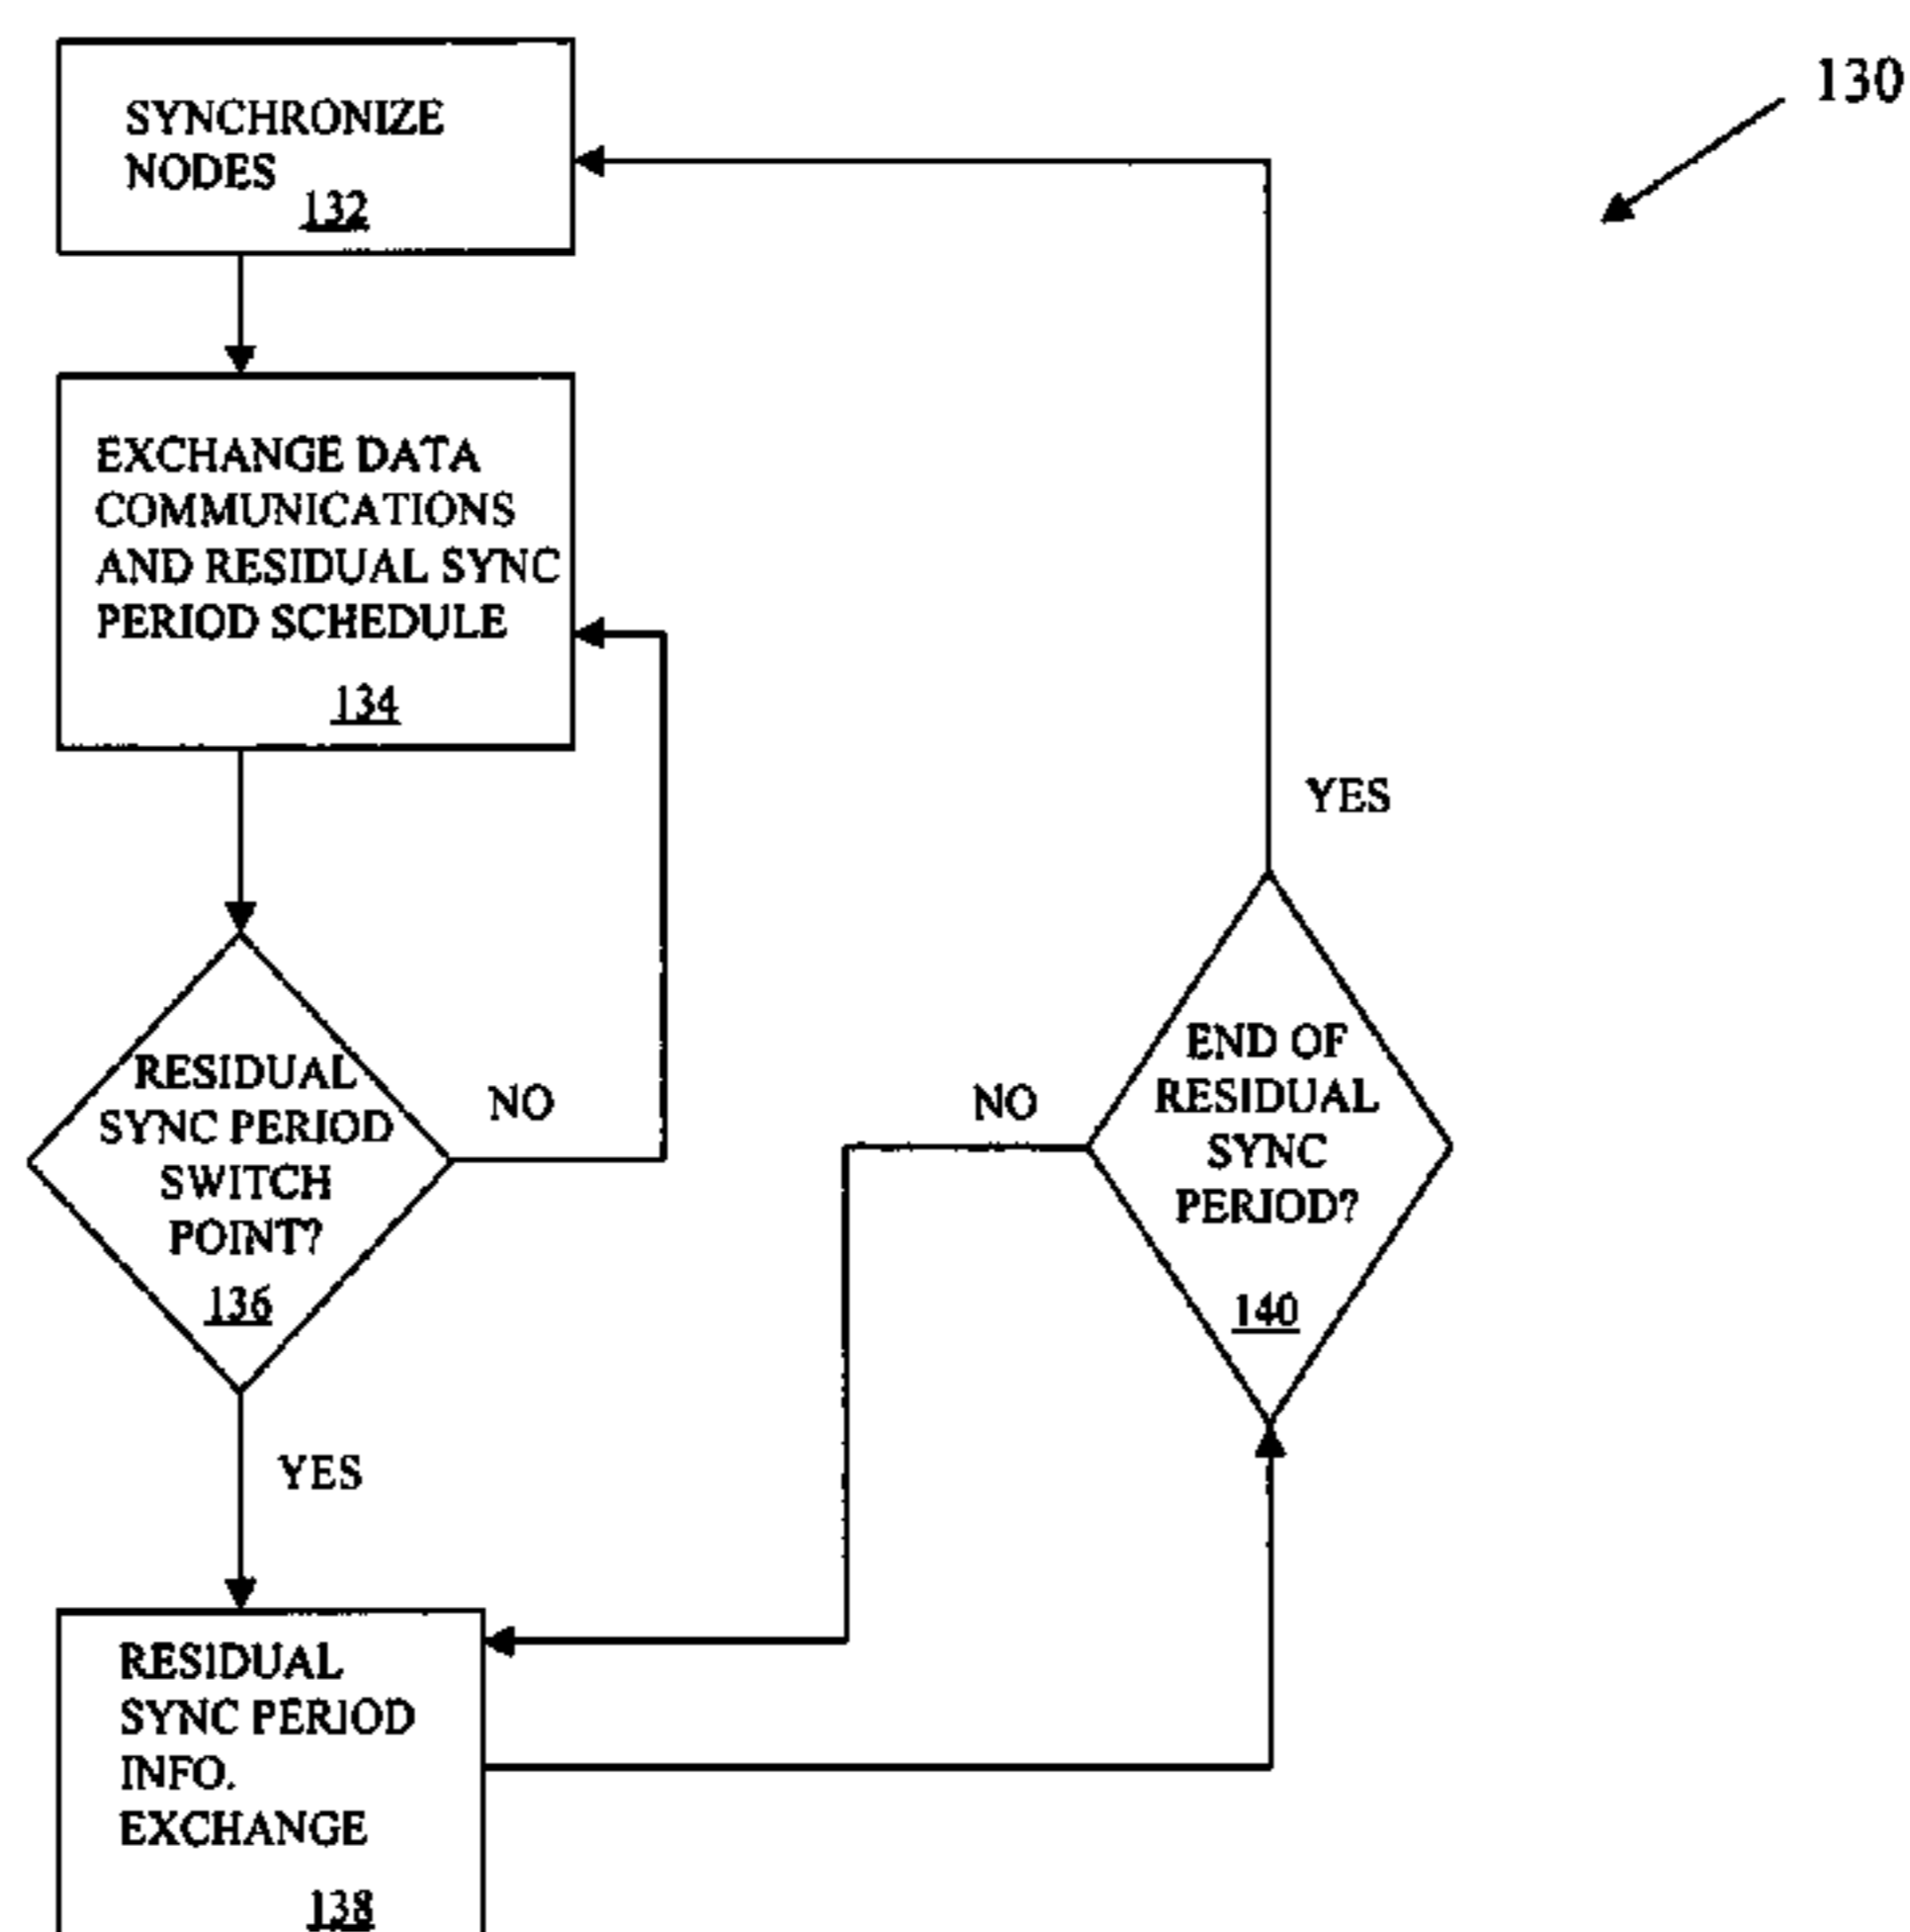 130
SYNCHRONIZE
NODES
132
EXCHANGE DATA
COMMUNICATIONS
AND RESIDUAL SYNC
PERIOD SCHEDULE
134
YES
RESIDUAL
SYNC PERIOD
SWITCH
POINT?
136
NO
NO
END OF
RESIDUAL
SYNC
PERIOD?
140
YES
RESIDUAL
SYNC PERIOD
INFO.
EXCHANGE
138